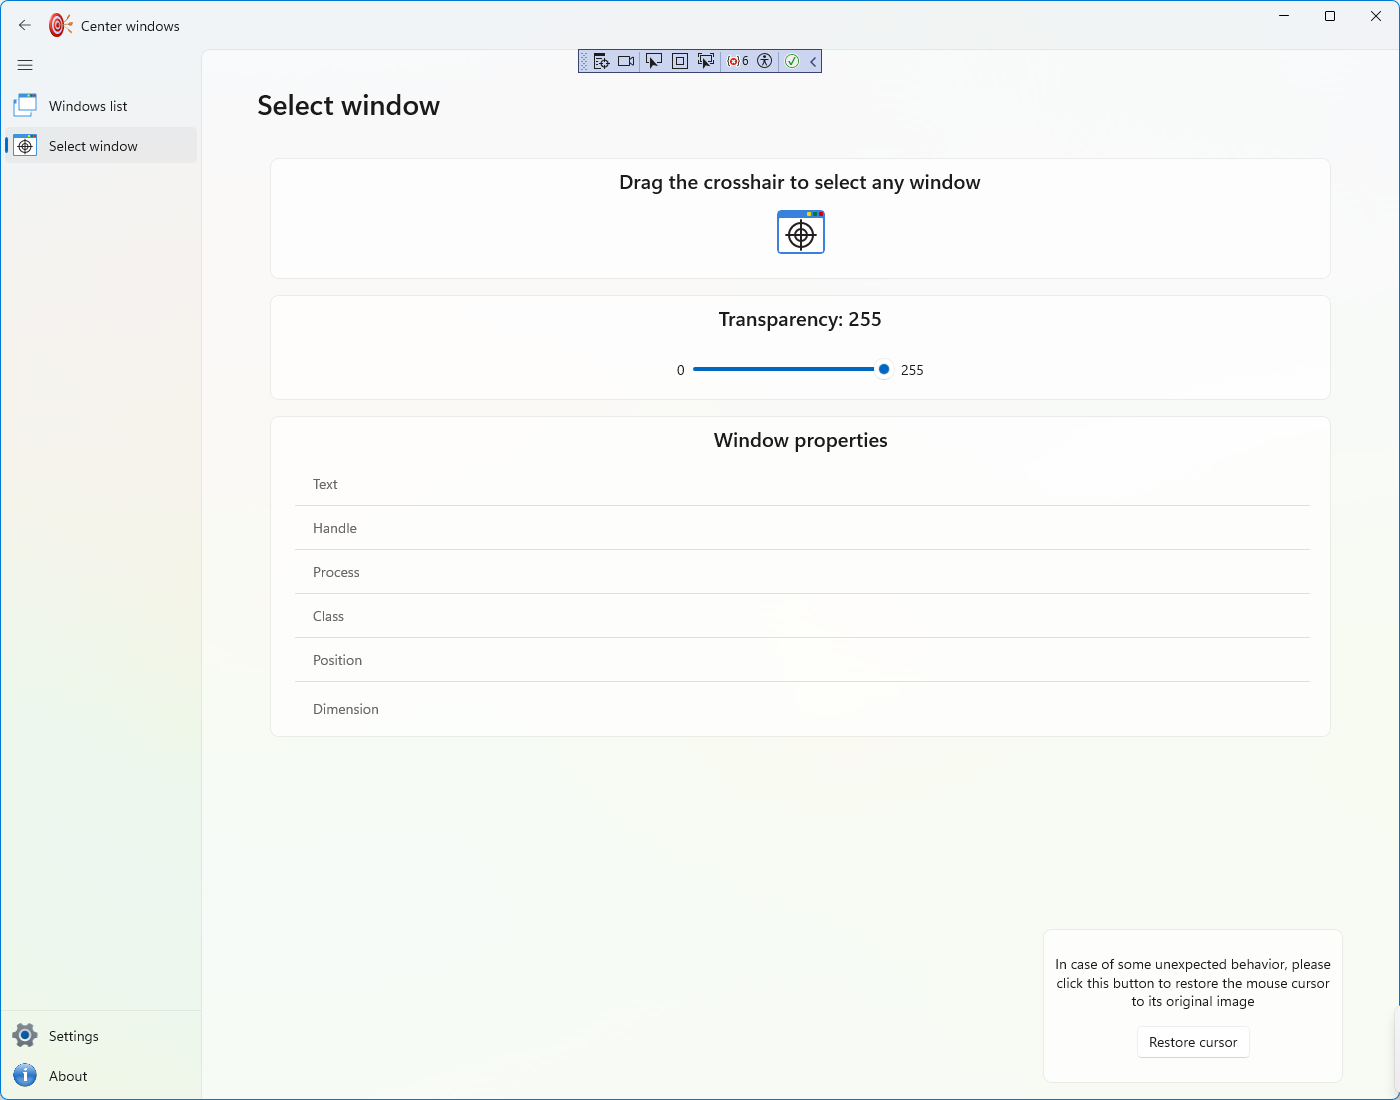 Center windows
6
Windows list
Select window
Select window
Drag the crosshair to select any window
Transparency: 255
0
255
Window properties
Text
Handle
Process
Class
Position
Dimension
In case of some unexpected behavior, please
click this button to restore the mouse cursor
to its original image
Restore cursor
Settings
About